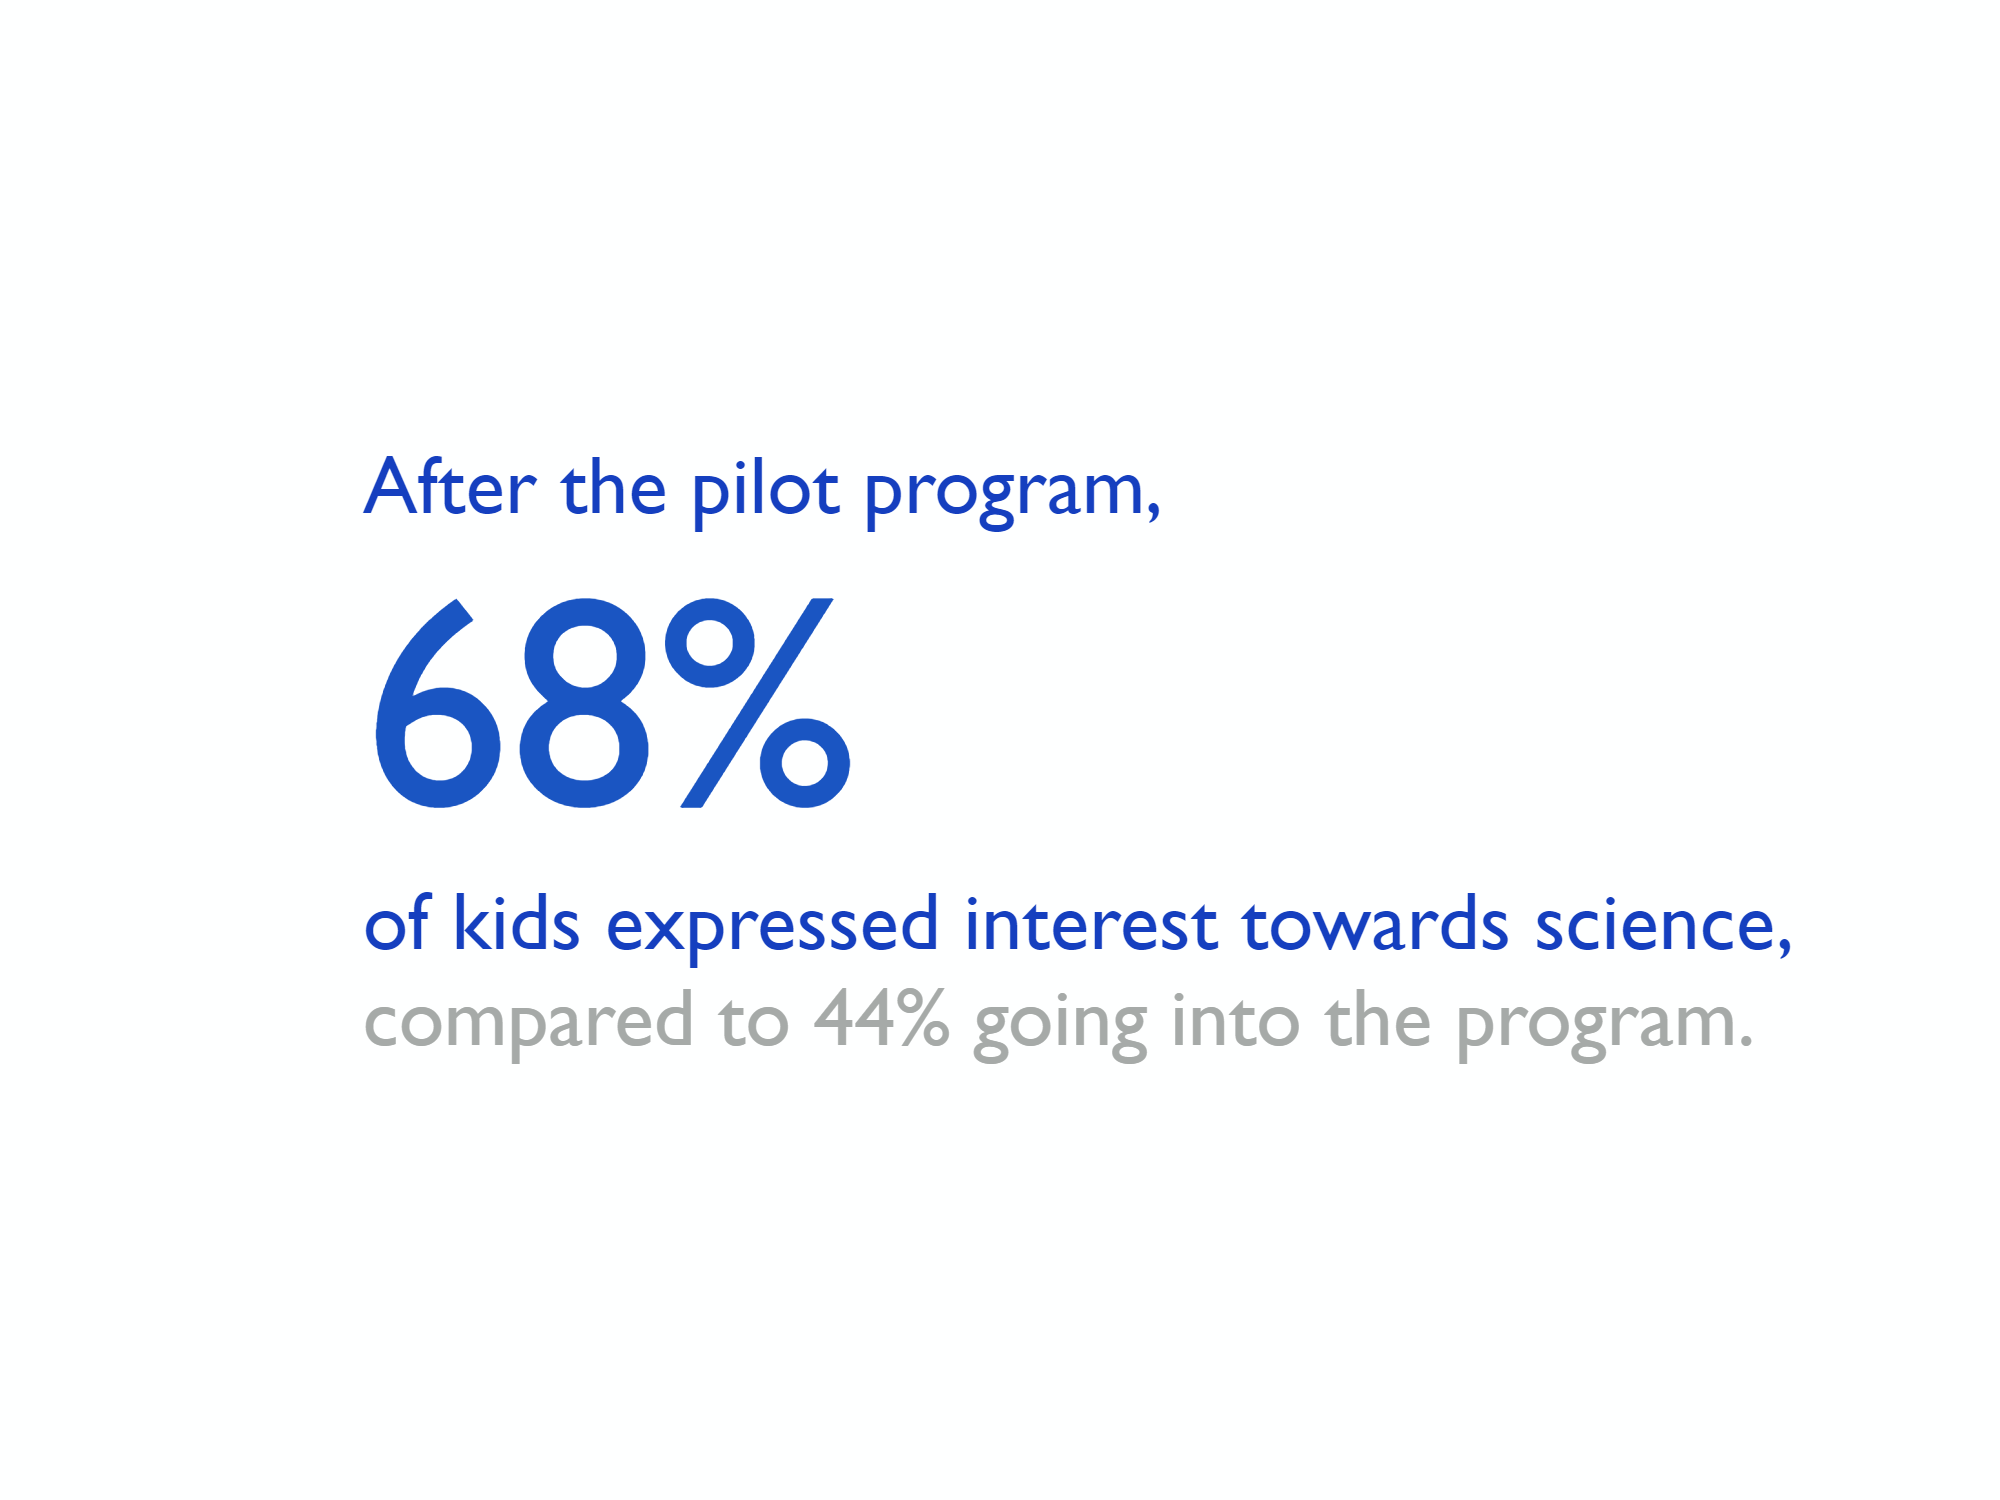 After the pilot program,
68%
of kids expressed interest towards science,
compared to 44% going into the program.